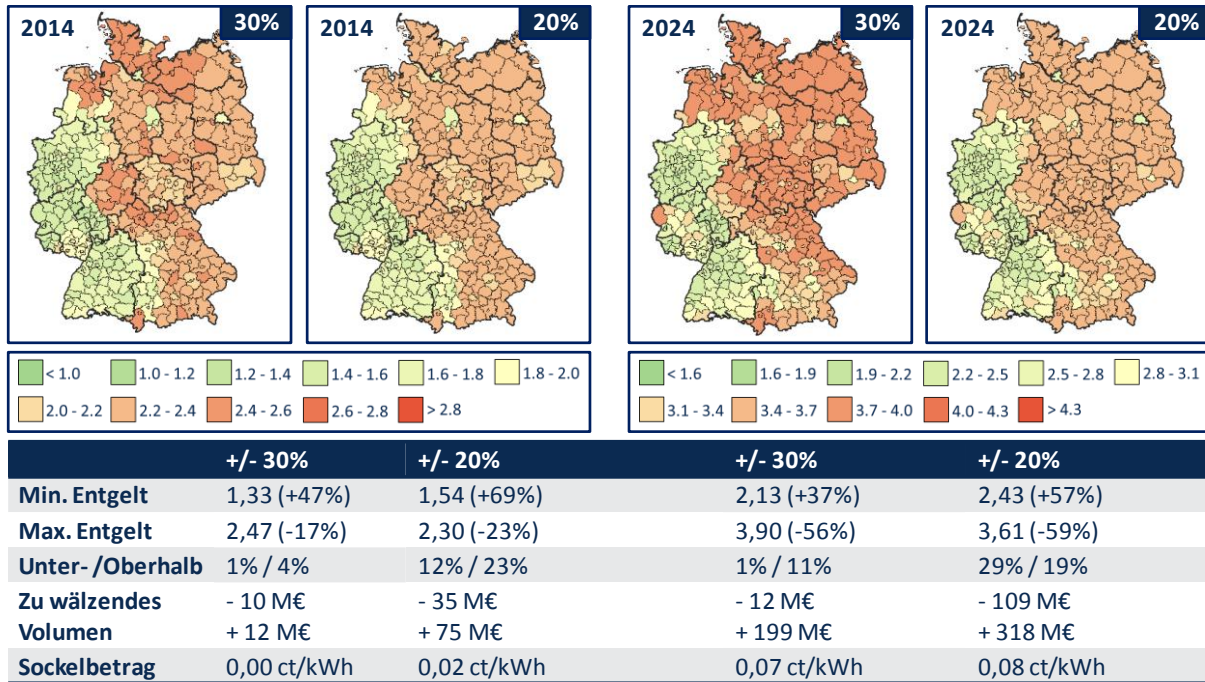 2014 30% 2014 20% 2024 30% 2024 20%
< 1.0 1.0 - 1.2 1.2 - 1.4 1.4 - 1.6 1.6 - 1.8 1.8 - 2.0
2.0 - 2.2 2.2 - 2.4 2.4 - 2.6 2.6 - 2.8 > 2.8
< 1.6 1.6 - 1.9 1.9 - 2.2 2.2 - 2.5 2.5 - 2.8 2.8 - 3.1
3.1 - 3.4 3.4 - 3.7 3.7 - 4.0 4.0 - 4.3 > 4.3
+/- 30% +/- 20% +/- 30% +/- 20%
Min. Entgelt 1,33 (+47%) 1,54 (+69%) 2,13 (+37%) 2,43 (+57%)
Max. Entgelt 2,47 (-17%) 2,30 (-23%) 3,90 (-56%) 3,61 (-59%)
Unter- /Oberhalb 1% / 4% 12% / 23% 1% / 11% 29% / 19%
Zu wälzendes - 10 M€ - 35 M€ - 12 M€ - 109 M€
Volumen + 12 M€ + 75 M€ + 199 M€ + 318 M€
Sockelbetrag 0,00 ct/kWh 0,02 ct/kWh 0,07 ct/kWh 0,08 ct/kWh